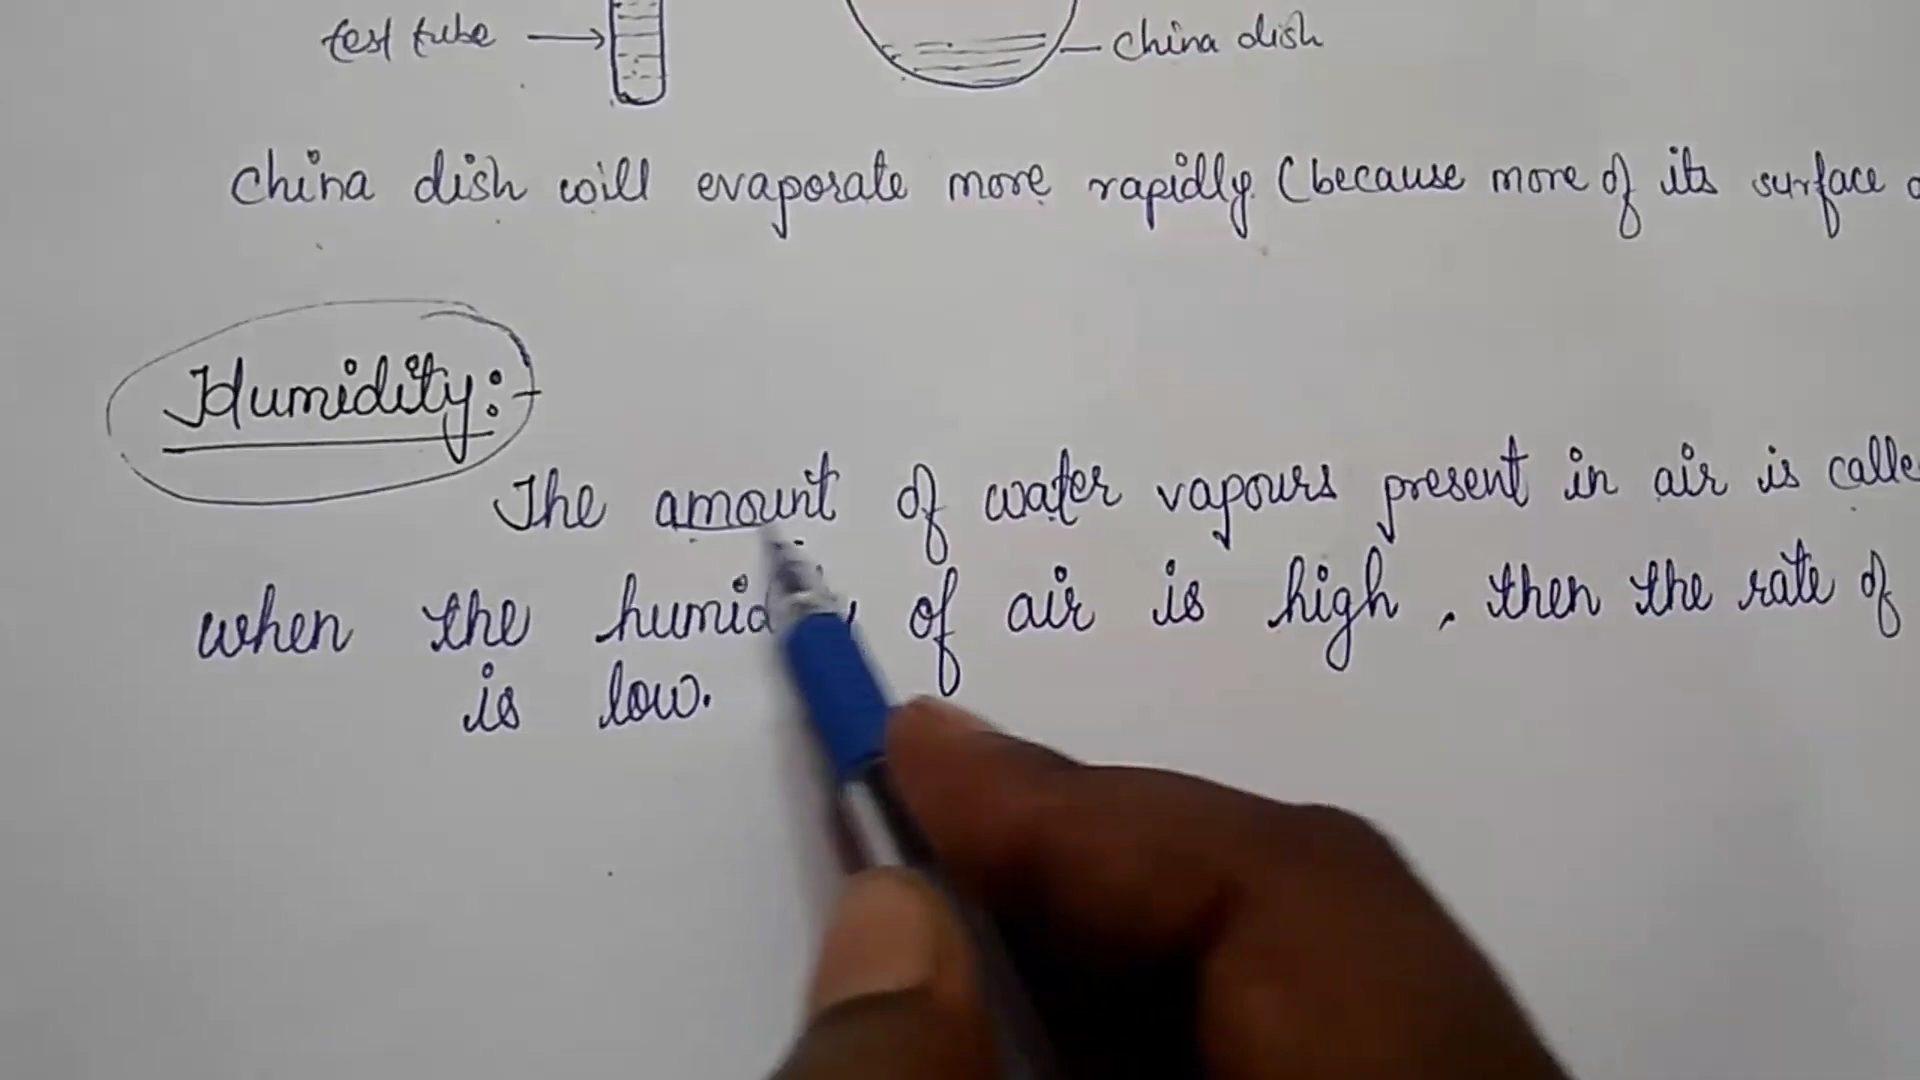 test tube
china dish
china dish will evaporate more rapidly (because more of its surface
Humidity:-
The amount of water vapours present in air is calle
when the humid of air is high, then the rate of
is low.